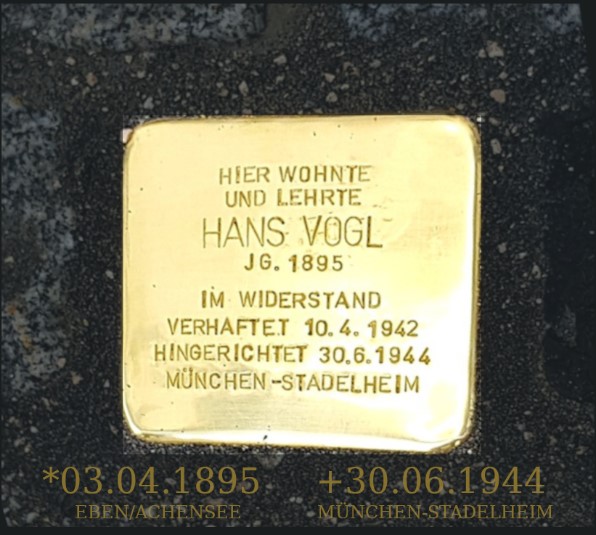 HIER WOHNTE
UND LEHRTE
HANS VOGL
JG. 1895
IM WIDERSTAND
VERHAFTET 10.4.1942
HINGERICHTET 30.6.1944
MÜNCHEN-STADELHEIM
*03.04.1895 +30.06.1944
EBEN/ACHENSEE MÜNCHEN-STADELHEIM